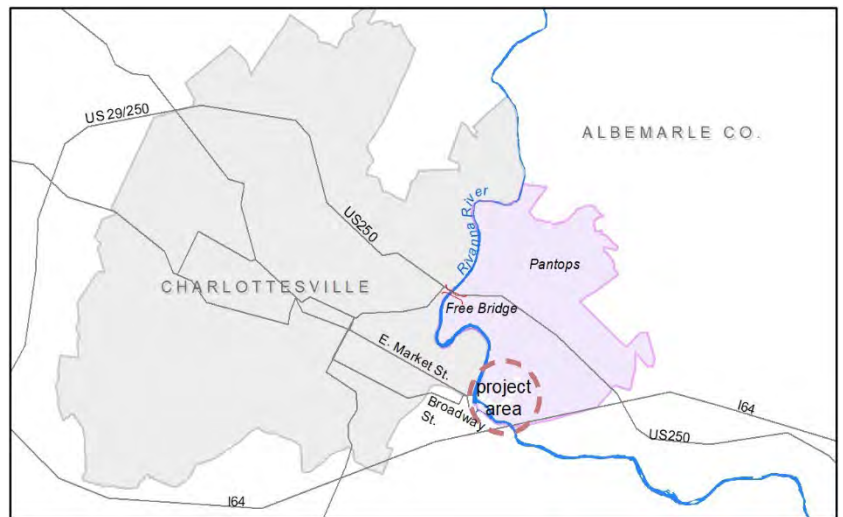 US 29/250
ALBEMARLE CO.
Rivanna River
US250
Pantops
CHARLOTTESVILLE
Free Bridge
E. Market St.
project
area
Broadway
St.
I64
US250
I64